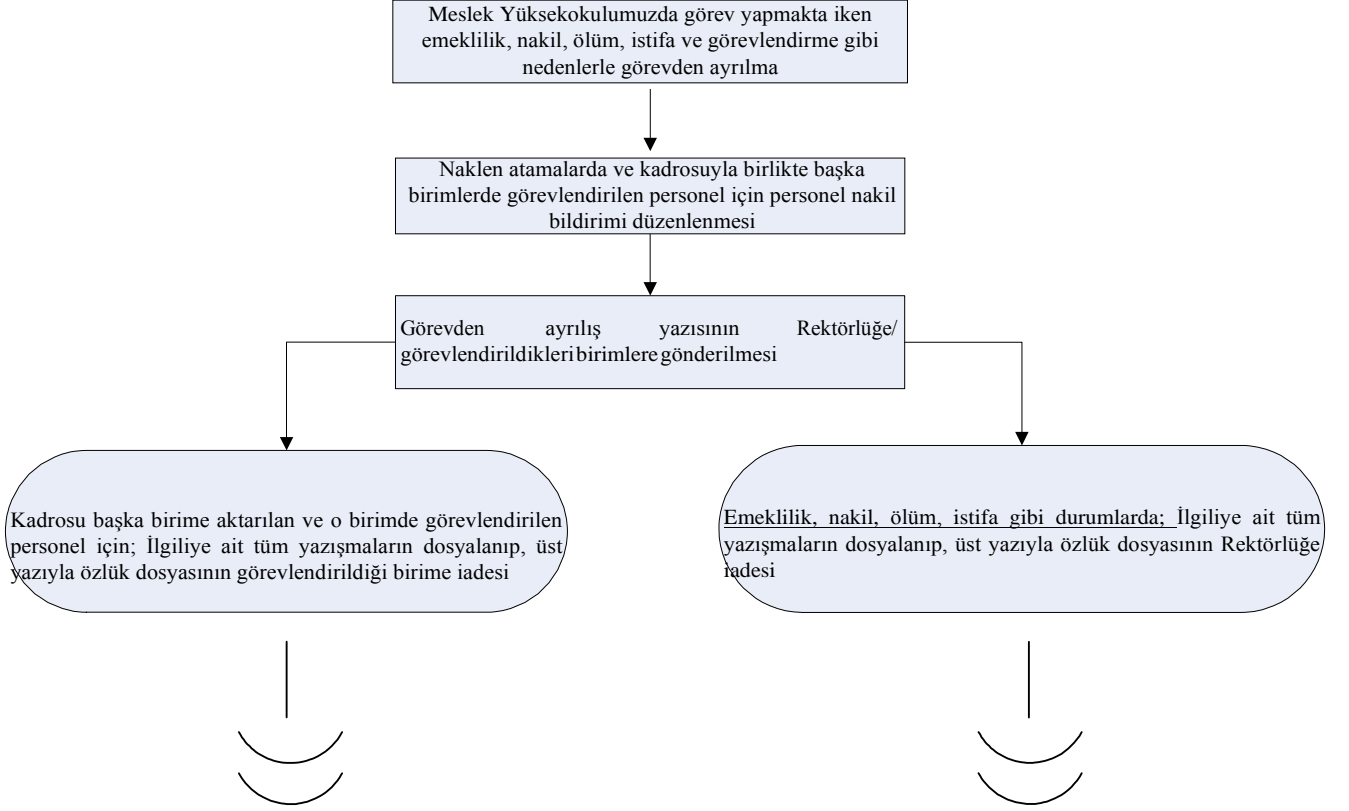 Meslek Yüksekokulumuzda görev yapmakta iken
emeklilik, nakil, ölüm, istifa ve görevlendirme gibi
nedenlerle görevden ayrılma
Naklen atamalarda ve kadrosuyla birlikte başka
birimlerde görevlendirilen personel için personel nakil
bildirimi düzenlenmesi
Görevden ayrılış yazısının Rektörlüğe/
görevlendirildikleri birimlere gönderilmesi
Kadrosu başka birime aktarılan ve o birimde görevlendirilen
personel için; İlgiliye ait tüm yazışmaların dosyalanıp, üst
yazıyla özlük dosyasının görevlendirildiği birime iadesi
Emeklilik, nakil, ölüm, istifa gibi durumlarda; İlgiliye ait tüm
yazışmaların dosyalanıp, üst yazıyla özlük dosyasının Rektörlüğe
iadesi